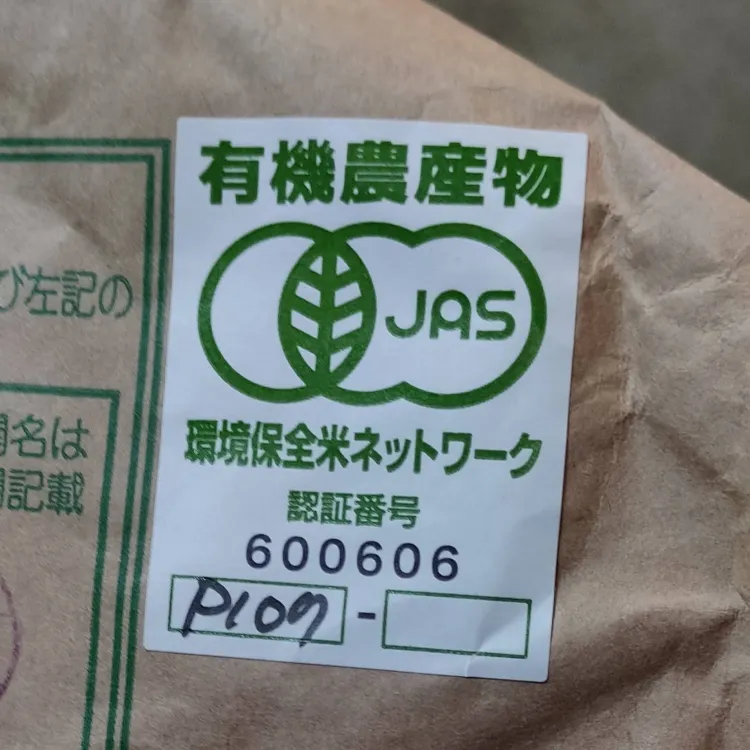 有機農産物
JAS
環境保全米ネットワーク
認証番号
600606
P107 -
び左記の
名は
記載